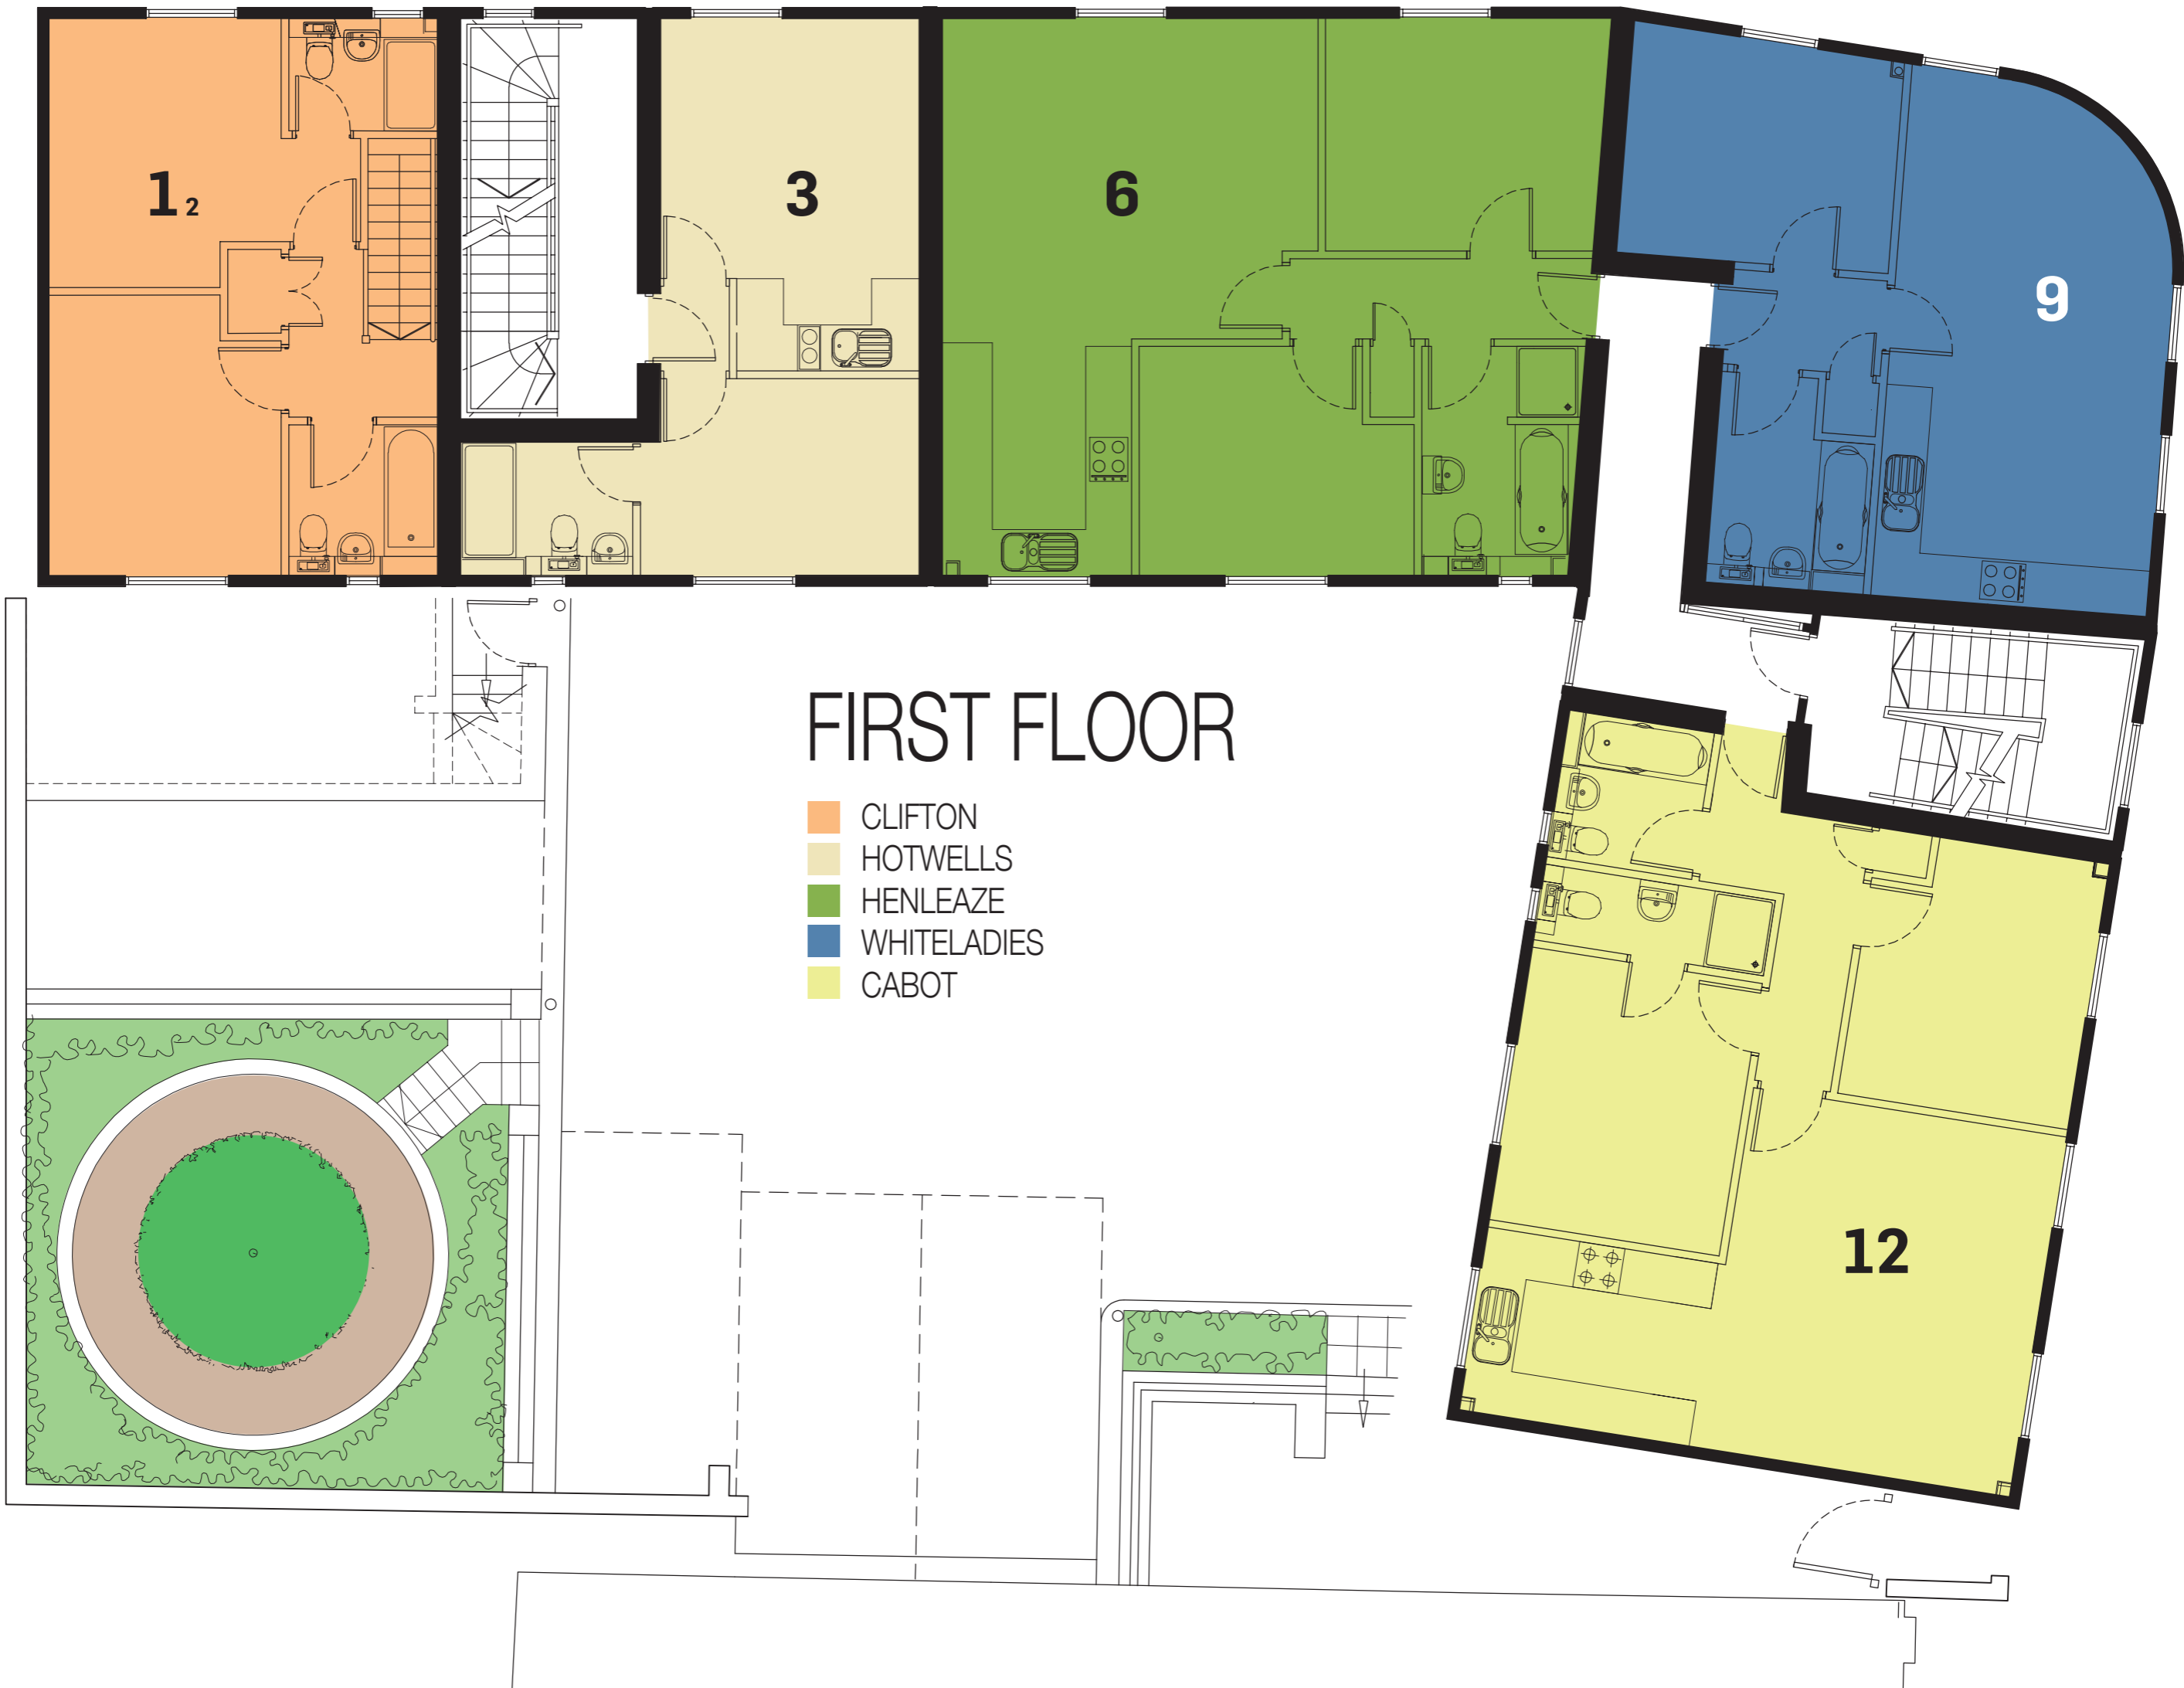 1 2
3
6
9
FIRST FLOOR
CLIFTON
HOTWELLS
HENLEAZE
WHITELADIES
CABOT
12